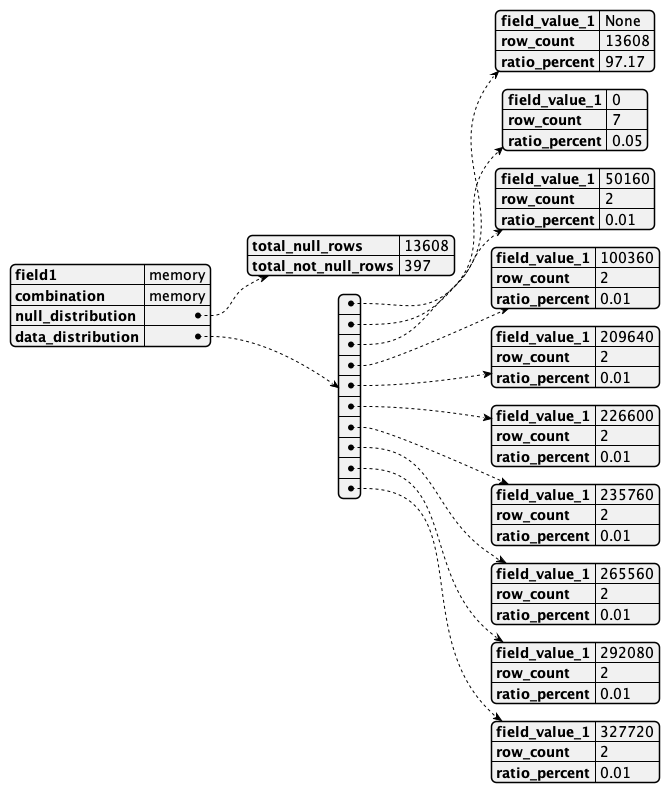 field1 memory
combination memory
null_distribution
data_distribution
total_null_rows 13608
total_not_null_rows 397
field_value_1 None
row_count 13608
ratio_percent 97.17
field_value_1 0
row_count 7
ratio_percent 0.05
field_value_1 50160
row_count 2
ratio_percent 0.01
field_value_1 100360
row_count 2
ratio_percent 0.01
field_value_1 209640
row_count 2
ratio_percent 0.01
field_value_1 226600
row_count 2
ratio_percent 0.01
field_value_1 235760
row_count 2
ratio_percent 0.01
field_value_1 265560
row_count 2
ratio_percent 0.01
field_value_1 292080
row_count 2
ratio_percent 0.01
field_value_1 327720
row_count 2
ratio_percent 0.01